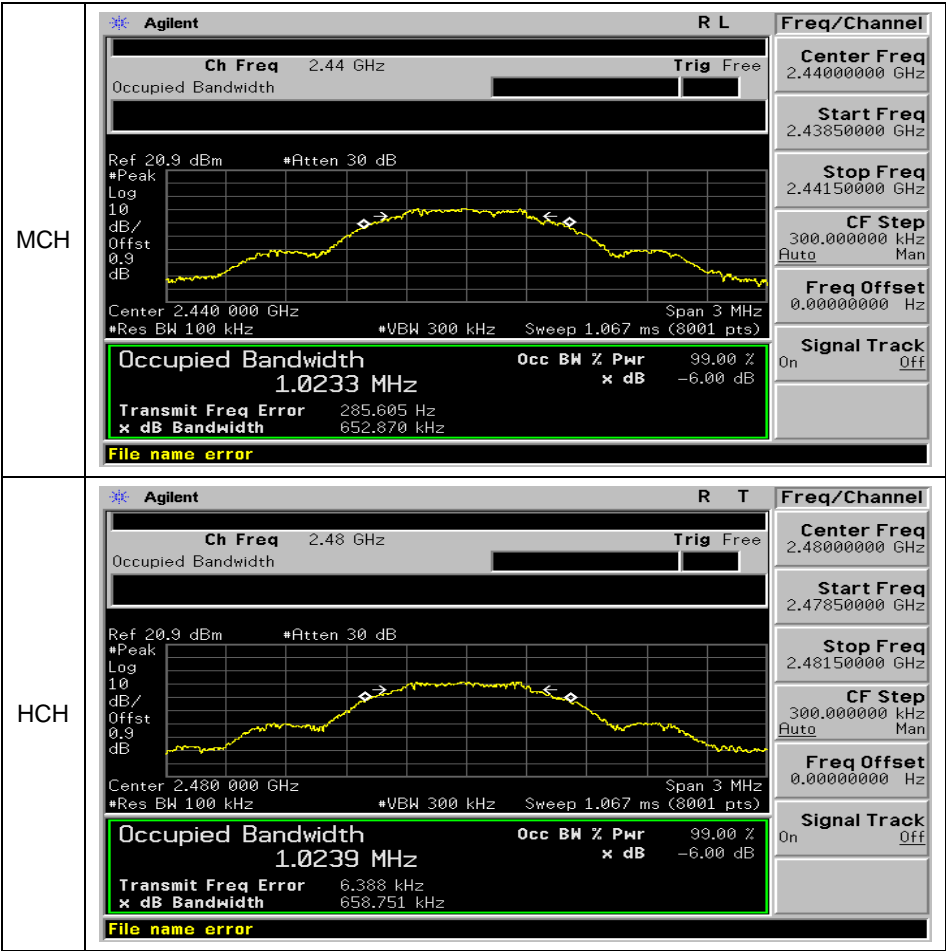 MCH
Agilent R L Freq/Channel
Ch Freq 2.44 GHz Trig Free
Occupied Bandwidth
Center Freq
2.44000000 GHz
Start Freq
2.43850000 GHz
Stop Freq
2.44150000 GHz
CF Step
300.000000 kHz
Auto Man
Freq Offset
0.00000000 Hz
Signal Track
On Off
Ref 20.9 dBm #Atten 30 dB
#Peak
Log
10
dB/
Offst
0.9
dB
Center 2.440 000 GHz Span 3 MHz
#Res BW 100 kHz #VBW 300 kHz Sweep 1.067 ms (8001 pts)
Occupied Bandwidth Occ BW % Pwr 99.00 %
1.0233 MHz x dB -6.00 dB
Transmit Freq Error 285.605 Hz
x dB Bandwidth 652.870 kHz
File name error
HCH
Agilent R T Freq/Channel
Ch Freq 2.48 GHz Trig Free
Occupied Bandwidth
Center Freq
2.48000000 GHz
Start Freq
2.47850000 GHz
Stop Freq
2.48150000 GHz
CF Step
300.000000 kHz
Auto Man
Freq Offset
0.00000000 Hz
Signal Track
On Off
Ref 20.9 dBm #Atten 30 dB
#Peak
Log
10
dB/
Offst
0.9
dB
Center 2.480 000 GHz Span 3 MHz
#Res BW 100 kHz #VBW 300 kHz Sweep 1.067 ms (8001 pts)
Occupied Bandwidth Occ BW % Pwr 99.00 %
1.0239 MHz x dB -6.00 dB
Transmit Freq Error 6.388 kHz
x dB Bandwidth 658.751 kHz
File name error